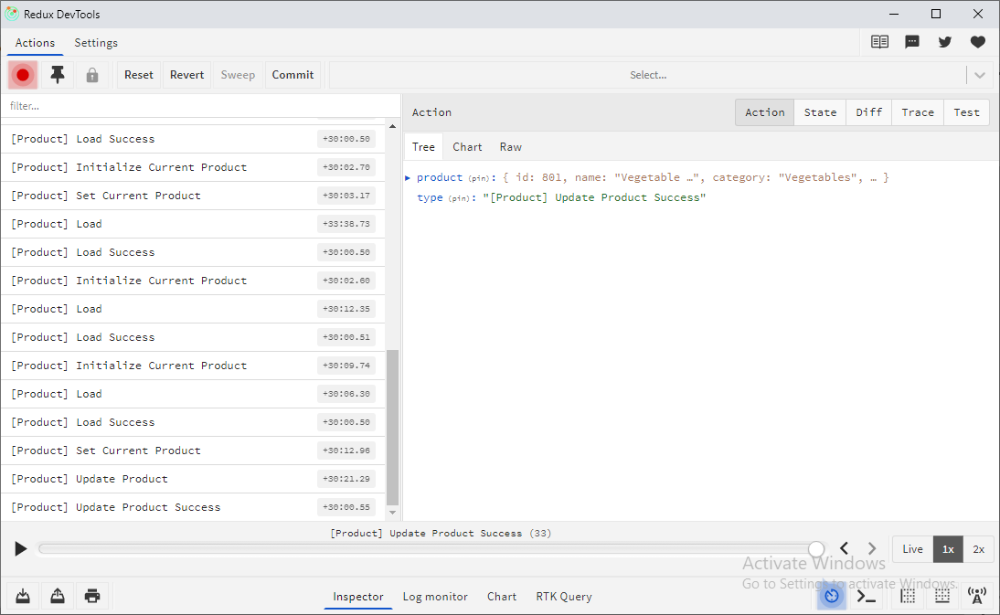 Redux DevTools
Actions Settings
Reset Revert Sweep Commit Select...
filter...
[Product] Load Success +30:00.50
[Product] Initialize Current Product +30:02.70
[Product] Set Current Product +30:03.17
[Product] Load +33:38.73
[Product] Load Success +30:00.50
[Product] Initialize Current Product +30:02.60
[Product] Load +30:12.35
[Product] Load Success +30:00.51
[Product] Initialize Current Product +30:09.74
[Product] Load +30:06.30
[Product] Load Success +30:00.50
[Product] Set Current Product +30:12.96
[Product] Update Product +30:21.29
[Product] Update Product Success +30:00.55
Action Action State Diff Trace Test
Tree Chart Raw
product (pin): { id: 801, name: "Vegetable …", category: "Vegetables", … }
type (pin): "[Product] Update Product Success"
[Product] Update Product Success (33)
Live 1x 2x
Activate Windows
Go to Settings to activate Windows.
Inspector Log monitor Chart RTK Query